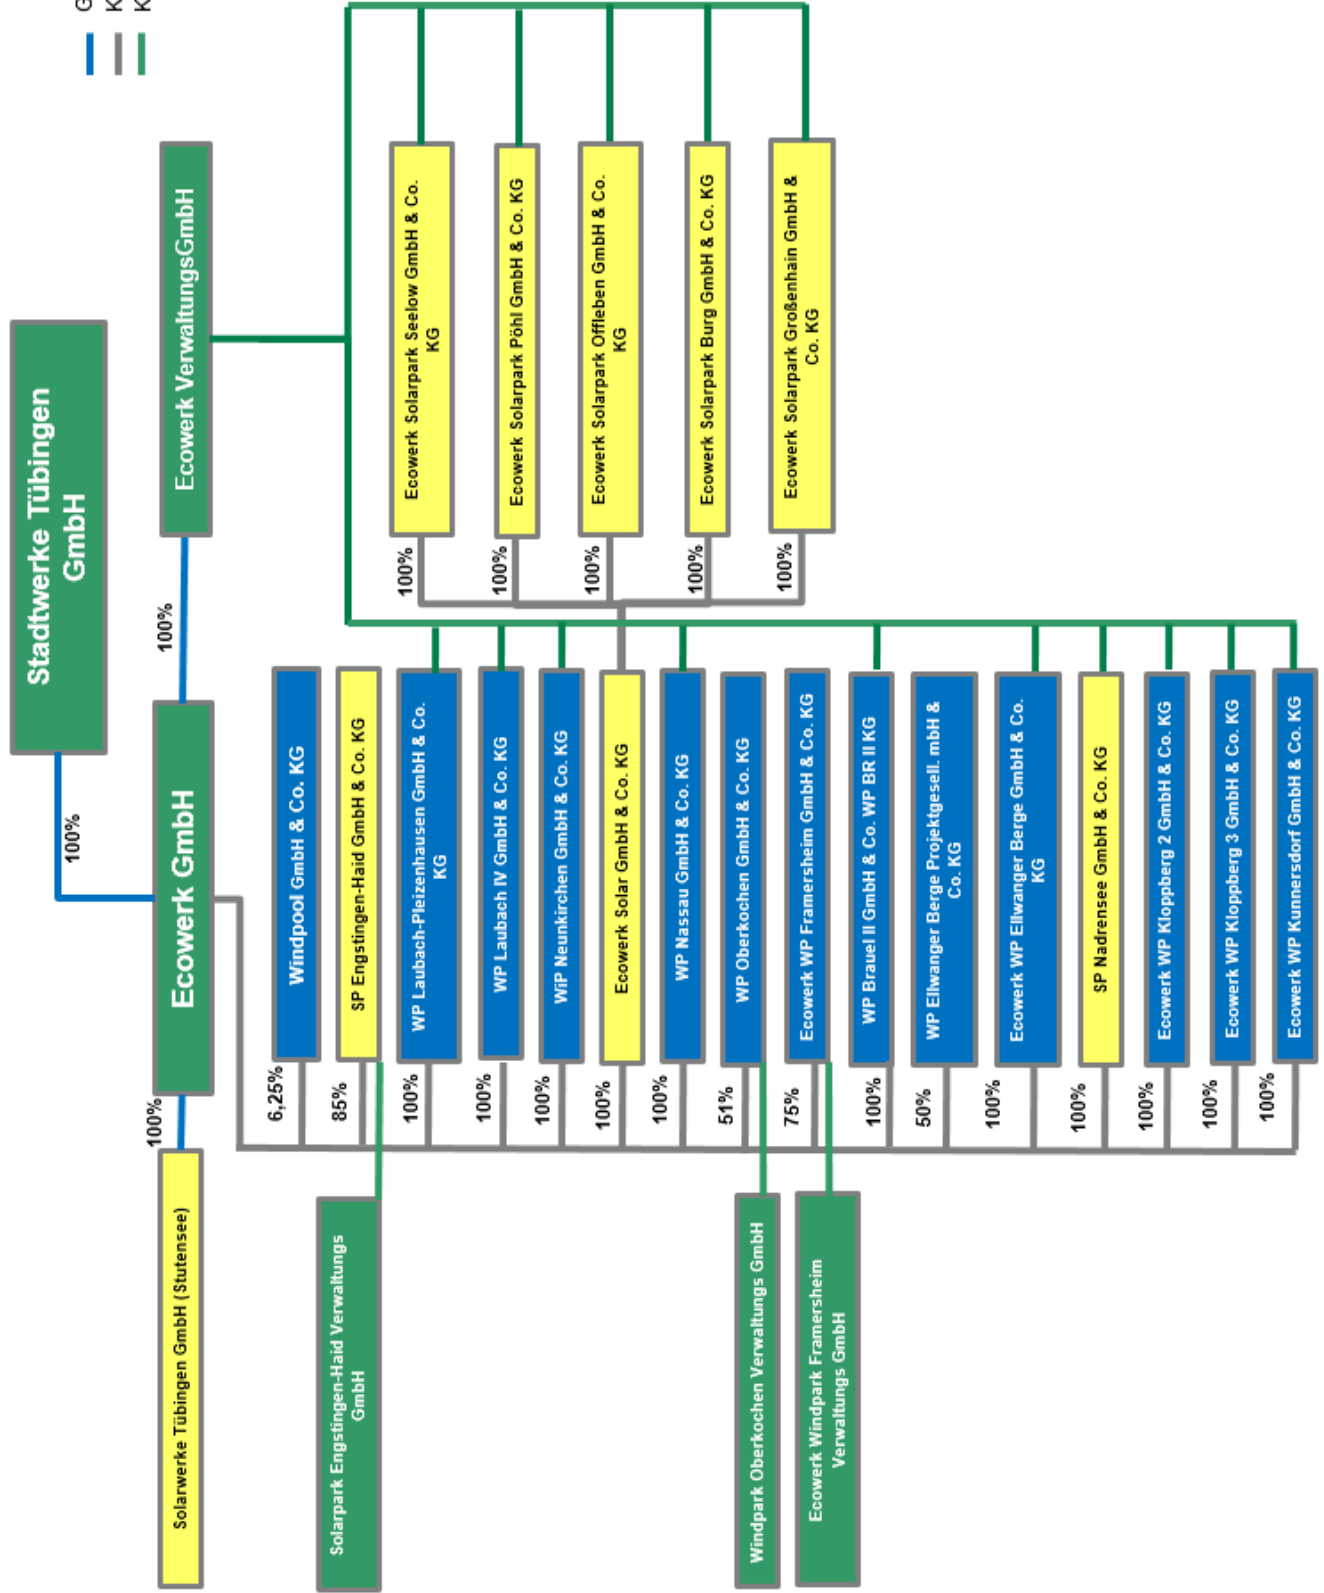 G
K
K
Stadtwerke Tübingen
GmbH
100%
Solarwerke Tübingen GmbH (Stutensee)
100%
Ecowerk GmbH
100%
Ecowerk VerwaltungsGmbH
6,25%
Windpool GmbH & Co. KG
Solarpark Engstingen-Haid Verwaltungs
GmbH
85%
SP Engstingen-Haid GmbH & Co. KG
100%
WP Laubach-Pleizenhausen GmbH & Co.
KG
100%
WP Laubach IV GmbH & Co. KG
100%
WiP Neunkirchen GmbH & Co. KG
100%
Ecowerk Solar GmbH & Co. KG
100%
WP Nassau GmbH & Co. KG
Windpark Oberkochen Verwaltungs GmbH
51%
WP Oberkochen GmbH & Co. KG
Ecowerk Windpark Framersheim
Verwaltungs GmbH
75%
Ecowerk WP Framersheim GmbH & Co. KG
100%
WP Brauel II GmbH & Co. WP BR II KG
50%
WP Ellwanger Berge Projektgesell. mbH &
Co. KG
100%
Ecowerk WP Ellwanger Berge GmbH & Co.
KG
100%
SP Nadrensee GmbH & Co. KG
100%
Ecowerk WP Kloppberg 2 GmbH & Co. KG
100%
Ecowerk WP Kloppberg 3 GmbH & Co. KG
100%
Ecowerk WP Kunnersdorf GmbH & Co. KG
100%
Ecowerk Solarpark Seelow GmbH & Co.
KG
100%
Ecowerk Solarpark Pöhl GmbH & Co. KG
100%
Ecowerk Solarpark Offleben GmbH & Co.
KG
100%
Ecowerk Solarpark Burg GmbH & Co. KG
100%
Ecowerk Solarpark Großenhain GmbH &
Co. KG